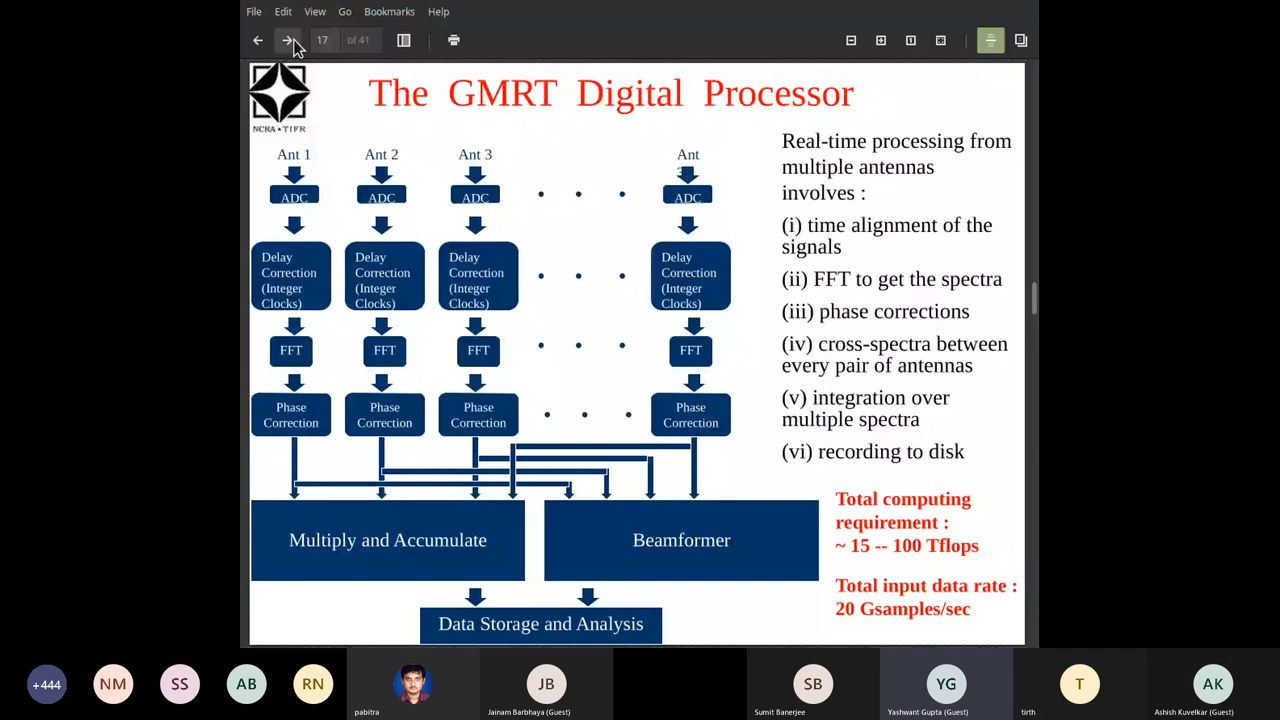 File Edit View Go Bookmarks Help
17 of 41
NCRA • TIFR
The GMRT Digital Processor
Ant 1 Ant 2 Ant 3 Ant
ADC ADC ADC ADC
Delay Correction (Integer Clocks)
Delay Correction (Integer Clocks)
Delay Correction (Integer Clocks)
Delay Correction (Integer Clocks)
FFT FFT FFT FFT
Phase Correction
Phase Correction
Phase Correction
Phase Correction
Multiply and Accumulate
Beamformer
Data Storage and Analysis
Real-time processing from
multiple antennas
involves :
(i) time alignment of the
signals
(ii) FFT to get the spectra
(iii) phase corrections
(iv) cross-spectra between
every pair of antennas
(v) integration over
multiple spectra
(vi) recording to disk
Total computing
requirement :
~ 15 -- 100 Tflops
Total input data rate :
20 Gsamples/sec
+444 NM SS AB RN JB SB YG T AK
pabitra Jainam Barbhaya (Guest) Sumit Banerjee Yashwant Gupta (Guest) tirth Ashish Kuvelkar (Guest)